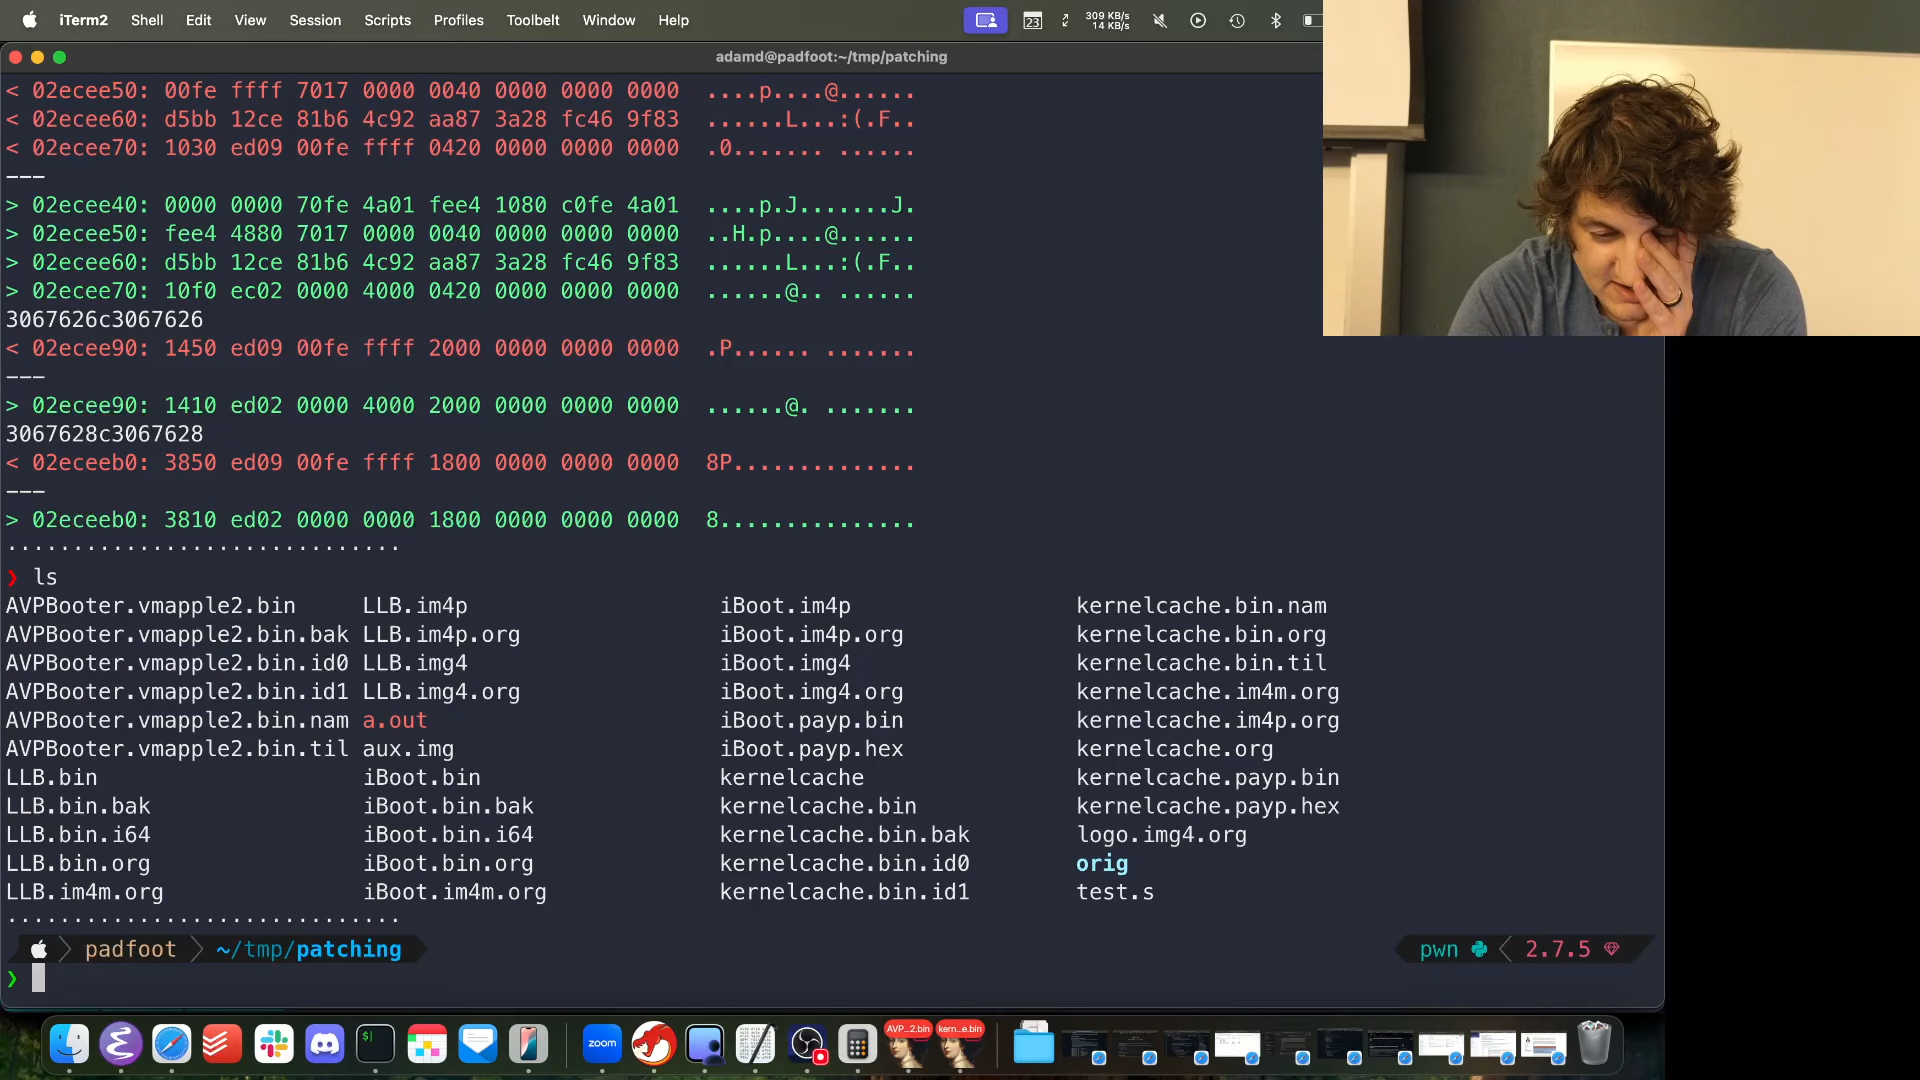 iTerm2 Shell Edit View Session Scripts Profiles Toolbelt Window Help 23 309 KB/s 14 KB/s
adamd@padfoot:~/tmp/patching
< 02ecee50: 00fe ffff 7017 0000 0040 0000 0000 0000 ....p....@......
< 02ecee60: d5bb 12ce 81b6 4c92 aa87 3a28 fc46 9f83 ......L...:(.F..
< 02ecee70: 1030 ed09 00fe ffff 0420 0000 0000 0000 .0....... ......
---
> 02ecee40: 0000 0000 70fe 4a01 fee4 1080 c0fe 4a01 ....p.J.......J.
> 02ecee50: fee4 4880 7017 0000 0040 0000 0000 0000 ..H.p....@......
> 02ecee60: d5bb 12ce 81b6 4c92 aa87 3a28 fc46 9f83 ......L...:(.F..
> 02ecee70: 10f0 ec02 0000 4000 0420 0000 0000 0000 ......@.. ......
3067626c3067626
< 02ecee90: 1450 ed09 00fe ffff 2000 0000 0000 0000 .P...... .......
---
> 02ecee90: 1410 ed02 0000 4000 2000 0000 0000 0000 ......@. .......
3067628c3067628
< 02eceeb0: 3850 ed09 00fe ffff 1800 0000 0000 0000 8P..............
---
> 02eceeb0: 3810 ed02 0000 0000 1800 0000 0000 0000 8...............
..............................
❯ ls
AVPBooter.vmapple2.bin LLB.im4p iBoot.im4p kernelcache.bin.nam
AVPBooter.vmapple2.bin.bak LLB.im4p.org iBoot.im4p.org kernelcache.bin.org
AVPBooter.vmapple2.bin.id0 LLB.img4 iBoot.img4 kernelcache.bin.til
AVPBooter.vmapple2.bin.id1 LLB.img4.org iBoot.img4.org kernelcache.im4m.org
AVPBooter.vmapple2.bin.nam a.out iBoot.payp.bin kernelcache.im4p.org
AVPBooter.vmapple2.bin.til aux.img iBoot.payp.hex kernelcache.org
LLB.bin iBoot.bin kernelcache kernelcache.payp.bin
LLB.bin.bak iBoot.bin.bak kernelcache.bin kernelcache.payp.hex
LLB.bin.i64 iBoot.bin.i64 kernelcache.bin.bak logo.img4.org
LLB.bin.org iBoot.bin.org kernelcache.bin.id0 orig
LLB.im4m.org iBoot.im4m.org kernelcache.bin.id1 test.s
..............................
padfoot ~/tmp/patching pwn 2.7.5
❯
$ zoom AVP...2.bin kern...e.bin